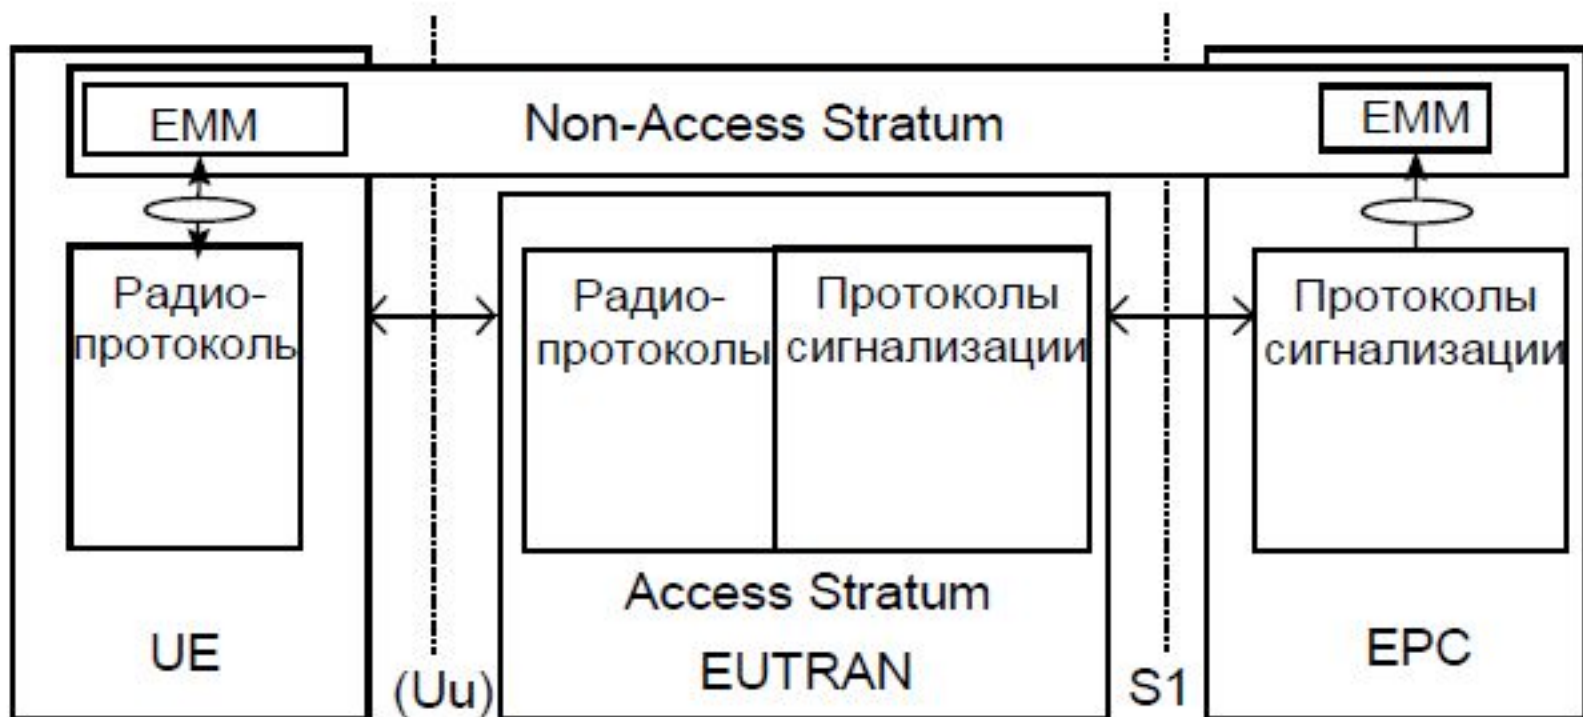 EMM
Non-Access Stratum
EMM
Радио-
протоколь
Радио-
протоколы
Протоколы
сигнализации
Протоколы
сигнализации
Access Stratum
UE
(Uu)
EUTRAN
S1
EPC